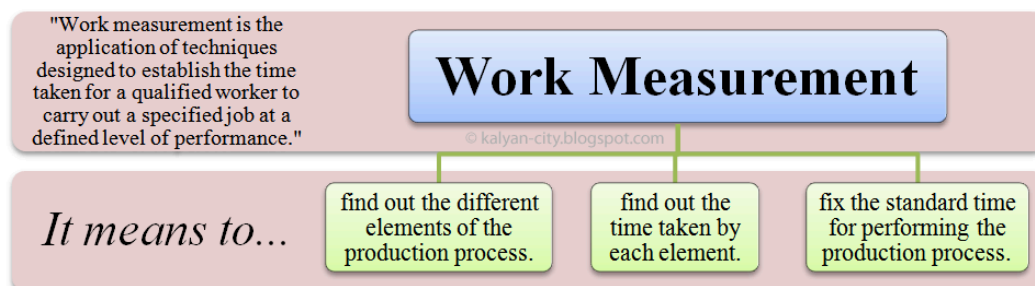 "Work measurement is the
application of techniques
designed to establish the time
taken for a qualified worker to
carry out a specified job at a
defined level of performance."
Work Measurement
© kalyan-city.blogspot.com
It means to...
find out the different
elements of the
production process.
find out the
time taken by
each element.
fix the standard time
for performing the
production process.